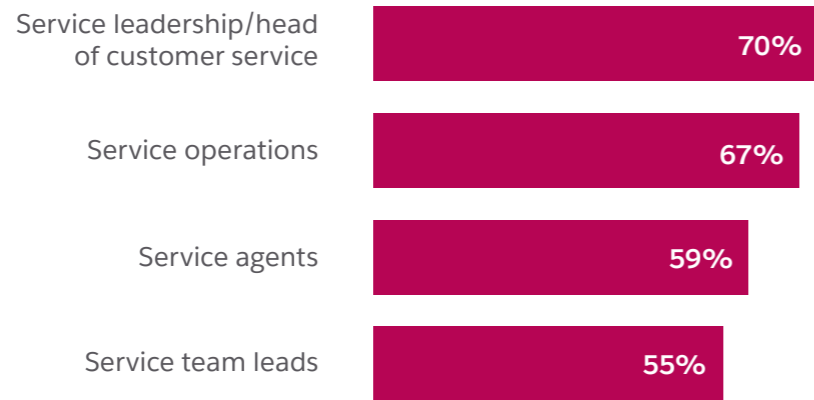 Service leadership/head
of customer service
70%
Service operations
67%
Service agents
59%
Service team leads
55%